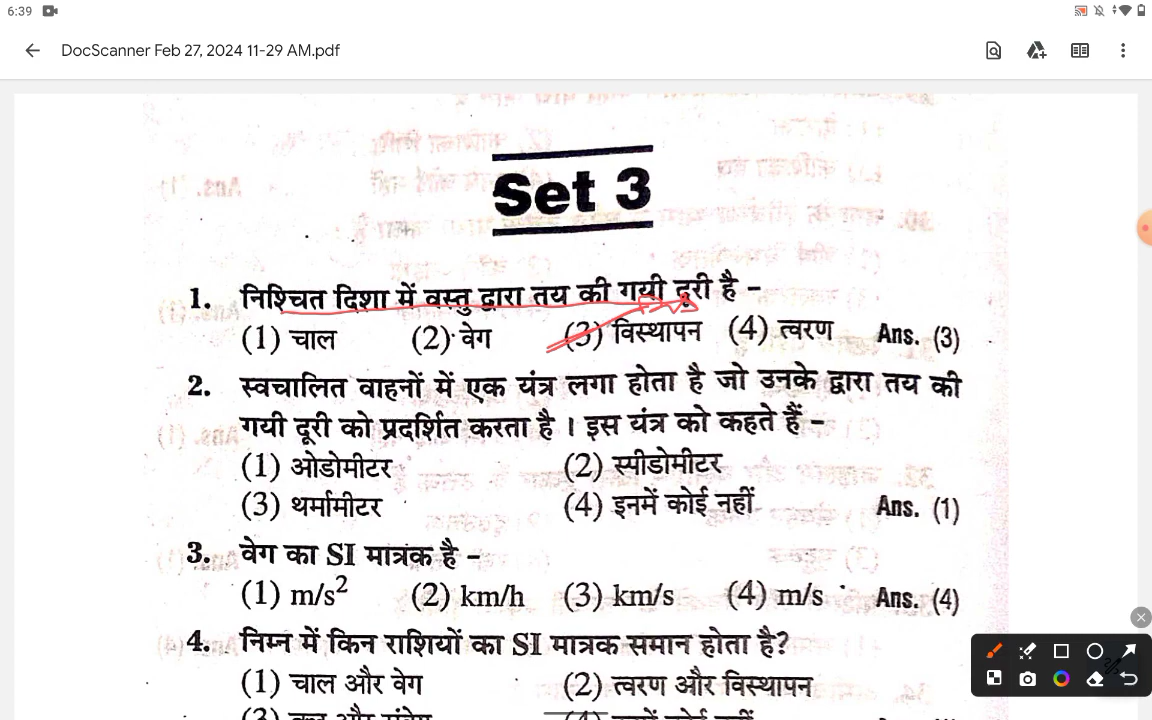 6:39
DocScanner Feb 27, 2024 11-29 AM.pdf
Set 3
1. निश्चित दिशा में वस्तु द्वारा तय की गयी दूरी है –
(1) चाल (2) वेग (3) विस्थापन (4) त्वरण Ans. (3)
2. स्वचालित वाहनों में एक यंत्र लगा होता है जो उनके द्वारा तय की
गयी दूरी को प्रदर्शित करता है । इस यंत्र को कहते हैं –
(1) ओडोमीटर (2) स्पीडोमीटर
(3) थर्मामीटर (4) इनमें कोई नहीं Ans. (1)
3. वेग का SI मात्रक है –
(1) m/s² (2) km/h (3) km/s (4) m/s Ans. (4)
4. निम्न में किन राशियों का SI मात्रक समान होता है?
(1) चाल और वेग (2) त्वरण और विस्थापन